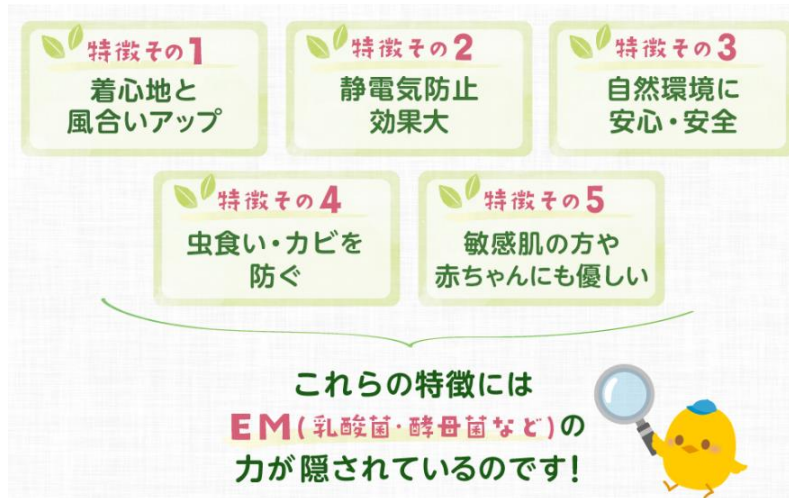 特徴その1
着心地と
風合いアップ
特徴その2
静電気防止
効果大
特徴その3
自然環境に
安心・安全
特徴その4
虫食い・カビを
防ぐ
特徴その5
敏感肌の方や
赤ちゃんにも優しい
これらの特徴には
EM(乳酸菌・酵母菌など)の
力が隠されているのです!